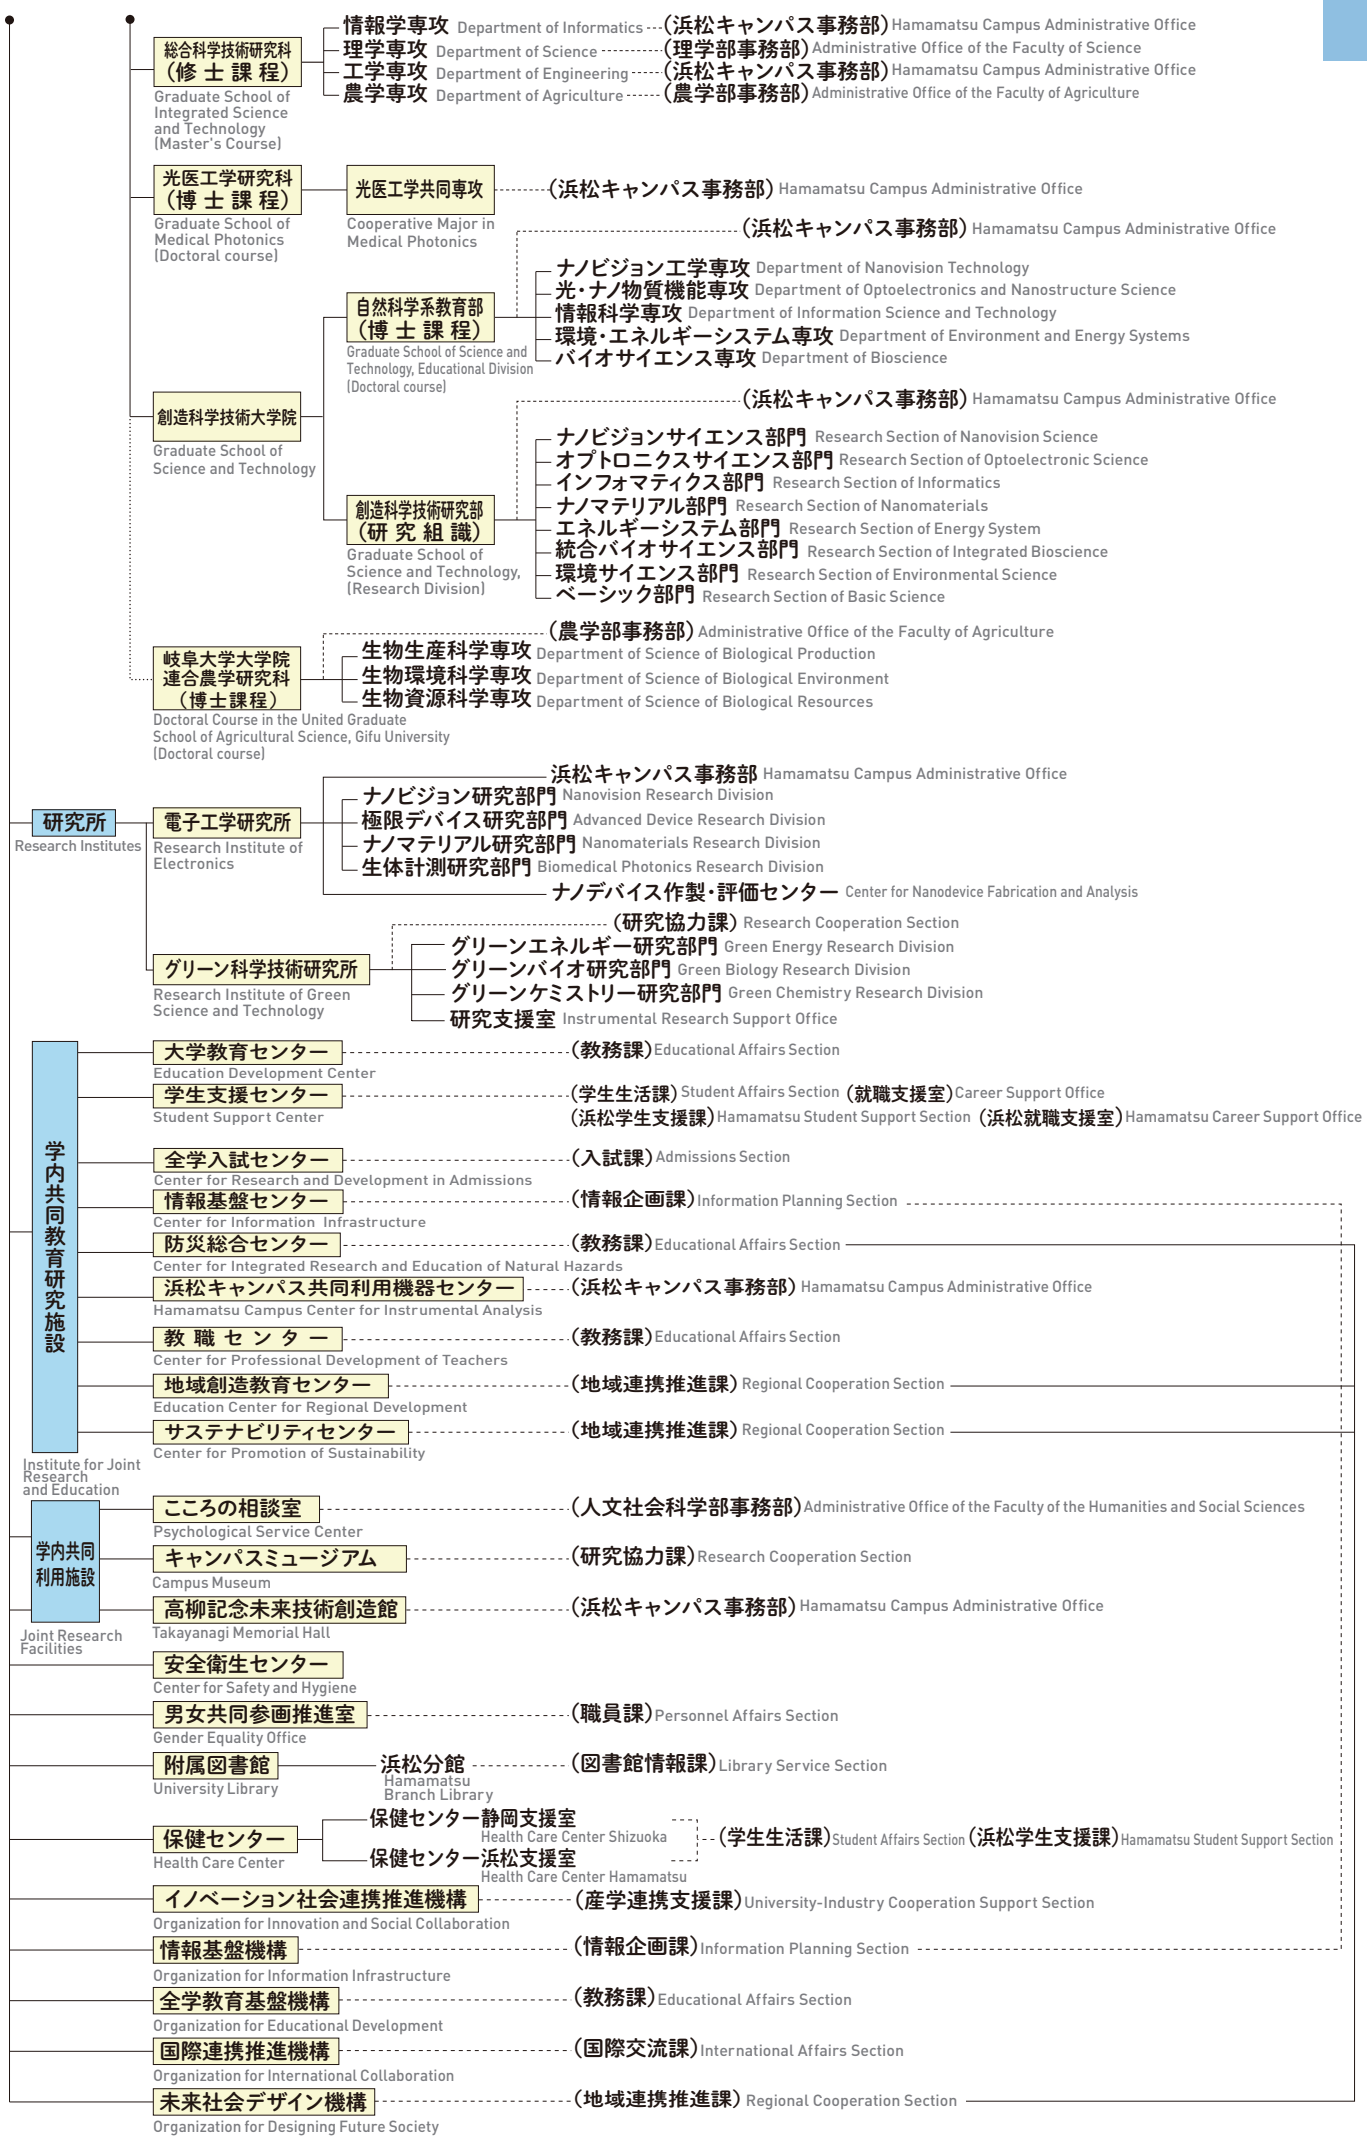 情報学専攻 Department of Informatics (浜松キャンパス事務部) Hamamatsu Campus Administrative Office
総合科学技術研究科
(修士課程)
理学専攻 Department of Science (理学部事務部) Administrative Office of the Faculty of Science
工学専攻 Department of Engineering (浜松キャンパス事務部) Hamamatsu Campus Administrative Office
農学専攻 Department of Agriculture (農学部事務部) Administrative Office of the Faculty of Agriculture
Graduate School of
Integrated Science
and Technology
(Master's Course)
光医工学研究科
(博士課程)
光医工学共同専攻 (浜松キャンパス事務部) Hamamatsu Campus Administrative Office
Graduate School of
Medical Photonics
(Doctoral course)
Cooperative Major in
Medical Photonics
(浜松キャンパス事務部) Hamamatsu Campus Administrative Office
自然科学系教育部
(博士課程)
Graduate School of Science and
Technology, Educational Division
(Doctoral course)
ナノビジョン工学専攻 Department of Nanovision Technology
光・ナノ物質機能専攻 Department of Optoelectronics and Nanostructure Science
情報科学専攻 Department of Information Science and Technology
環境・エネルギーシステム専攻 Department of Environment and Energy Systems
バイオサイエンス専攻 Department of Bioscience
創造科学技術大学院
Graduate School of
Science and Technology
(浜松キャンパス事務部) Hamamatsu Campus Administrative Office
創造科学技術研究部
(研究組織)
Graduate School of
Science and Technology,
(Research Division)
ナノビジョンサイエンス部門 Research Section of Nanovision Science
オプトロニクスサイエンス部門 Research Section of Optoelectronic Science
インフォマティクス部門 Research Section of Informatics
ナノマテリアル部門 Research Section of Nanomaterials
エネルギーシステム部門 Research Section of Energy System
統合バイオサイエンス部門 Research Section of Integrated Bioscience
環境サイエンス部門 Research Section of Environmental Science
ベーシック部門 Research Section of Basic Science
(農学部事務部) Administrative Office of the Faculty of Agriculture
岐阜大学大学院
連合農学研究科
(博士課程)
生物生産科学専攻 Department of Science of Biological Production
生物環境科学専攻 Department of Science of Biological Environment
生物資源科学専攻 Department of Science of Biological Resources
Doctoral Course in the United Graduate
School of Agricultural Science, Gifu University
(Doctoral course)
浜松キャンパス事務部 Hamamatsu Campus Administrative Office
研究所
Research Institutes
電子工学研究所
Research Institute of
Electronics
ナノビジョン研究部門 Nanovision Research Division
極限デバイス研究部門 Advanced Device Research Division
ナノマテリアル研究部門 Nanomaterials Research Division
生体計測研究部門 Biomedical Photonics Research Division
ナノデバイス作製・評価センター Center for Nanodevice Fabrication and Analysis
(研究協力課) Research Cooperation Section
グリーン科学技術研究所
Research Institute of Green
Science and Technology
グリーンエネルギー研究部門 Green Energy Research Division
グリーンバイオ研究部門 Green Biology Research Division
グリーンケミストリー研究部門 Green Chemistry Research Division
研究支援室 Instrumental Research Support Office
学内共同教育研究施設
大学教育センター (教務課) Educational Affairs Section
Education Development Center
学生支援センター (学生生活課) Student Affairs Section (就職支援室) Career Support Office
Student Support Center (浜松学生支援課) Hamamatsu Student Support Section (浜松就職支援室) Hamamatsu Career Support Office
全学入試センター (入試課) Admissions Section
Center for Research and Development in Admissions
情報基盤センター (情報企画課) Information Planning Section
Center for Information Infrastructure
防災総合センター (教務課) Educational Affairs Section
Center for Integrated Research and Education of Natural Hazards
浜松キャンパス共同利用機器センター (浜松キャンパス事務部) Hamamatsu Campus Administrative Office
Hamamatsu Campus Center for Instrumental Analysis
教職センター (教務課) Educational Affairs Section
Center for Professional Development of Teachers
地域創造教育センター (地域連携推進課) Regional Cooperation Section
Education Center for Regional Development
サステナビリティセンター (地域連携推進課) Regional Cooperation Section
Center for Promotion of Sustainability
Institute for Joint
Research
and Education
学内共同
利用施設
Joint Research
Facilities
こころの相談室 (人文社会科学部事務部) Administrative Office of the Faculty of the Humanities and Social Sciences
Psychological Service Center
キャンパスミュージアム (研究協力課) Research Cooperation Section
Campus Museum
高柳記念未来技術創造館 (浜松キャンパス事務部) Hamamatsu Campus Administrative Office
Takayanagi Memorial Hall
安全衛生センター
Center for Safety and Hygiene
男女共同参画推進室 (職員課) Personnel Affairs Section
Gender Equality Office
附属図書館 浜松分館 (図書館情報課) Library Service Section
University Library
Hamamatsu
Branch Library
保健センター静岡支援室
Health Care Center Shizuoka
保健センター (学生生活課) Student Affairs Section (浜松学生支援課) Hamamatsu Student Support Section
Health Care Center
保健センター浜松支援室
Health Care Center Hamamatsu
イノベーション社会連携推進機構 (産学連携支援課) University-Industry Cooperation Support Section
Organization for Innovation and Social Collaboration
情報基盤機構 (情報企画課) Information Planning Section
Organization for Information Infrastructure
全学教育基盤機構 (教務課) Educational Affairs Section
Organization for Educational Development
国際連携推進機構 (国際交流課) International Affairs Section
Organization for International Collaboration
未来社会デザイン機構 (地域連携推進課) Regional Cooperation Section
Organization for Designing Future Society